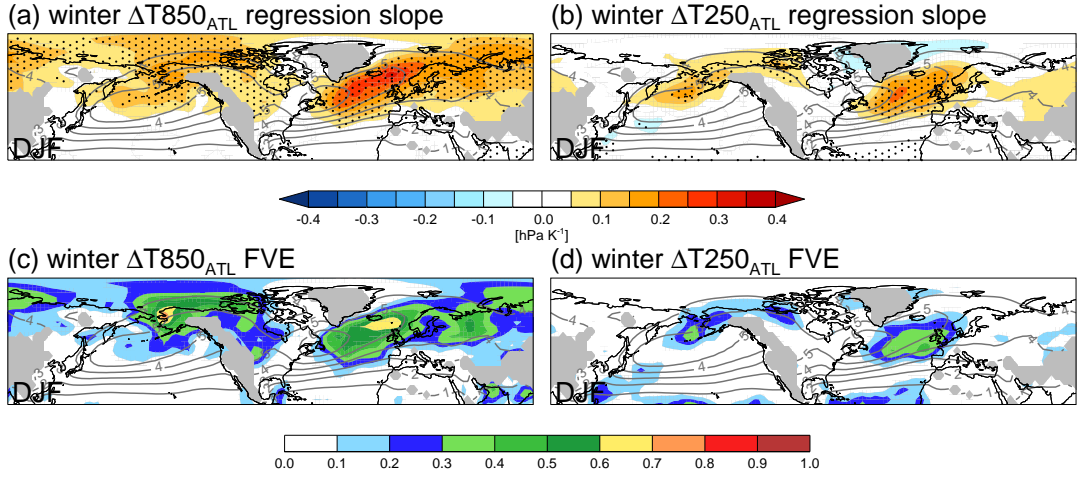 (a) winter ΔT850ATL regression slope
(b) winter ΔT250ATL regression slope
DJF
DJF
-0.4 -0.3 -0.2 -0.1 0.0 0.1 0.2 0.3 0.4
[hPa K-1]
(c) winter ΔT850ATL FVE
(d) winter ΔT250ATL FVE
DJF
DJF
0.0 0.1 0.2 0.3 0.4 0.5 0.6 0.7 0.8 0.9 1.0